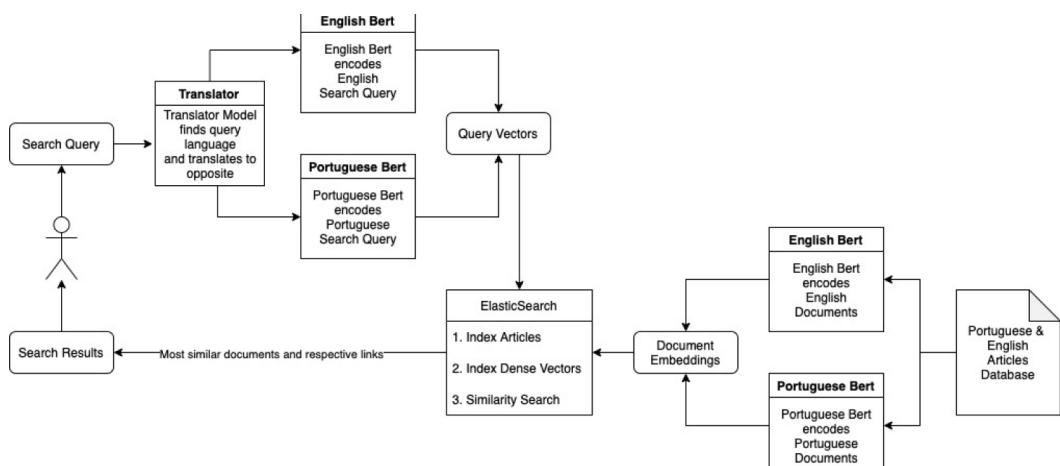 English Bert
English Bert
encodes
English
Search Query
Translator
Translator Model
finds query
language
and translates to
opposite
Search Query
Query Vectors
Portuguese Bert
Portuguese Bert
encodes
Portuguese
Search Query
English Bert
English Bert
encodes
English
Documents
ElasticSearch
1. Index Articles
2. Index Dense Vectors
3. Similarity Search
Search Results
Most similar documents and respective links
Document
Embeddings
Portuguese &
English
Articles
Database
Portuguese Bert
Portuguese Bert
encodes
Portuguese
Documents